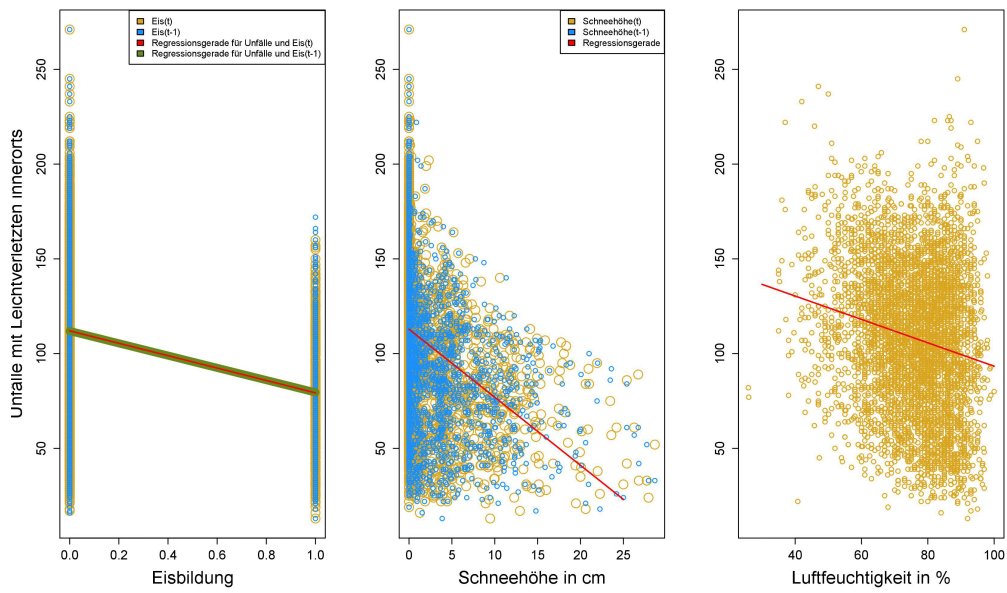 Unfälle mit Leichtverletzten innerorts
Eis(t)
Eis(t-1)
Regressionsgerade für Unfälle und Eis(t)
Regressionsgerade für Unfälle und Eis(t-1)
250
200
150
100
50
0.0 0.2 0.4 0.6 0.8 1.0
Eisbildung
Schneehöhe(t)
Schneehöhe(t-1)
Regressionsgerade
250
200
150
100
50
0 5 10 15 20 25
Schneehöhe in cm
250
200
150
100
50
40 60 80 100
Luftfeuchtigkeit in %